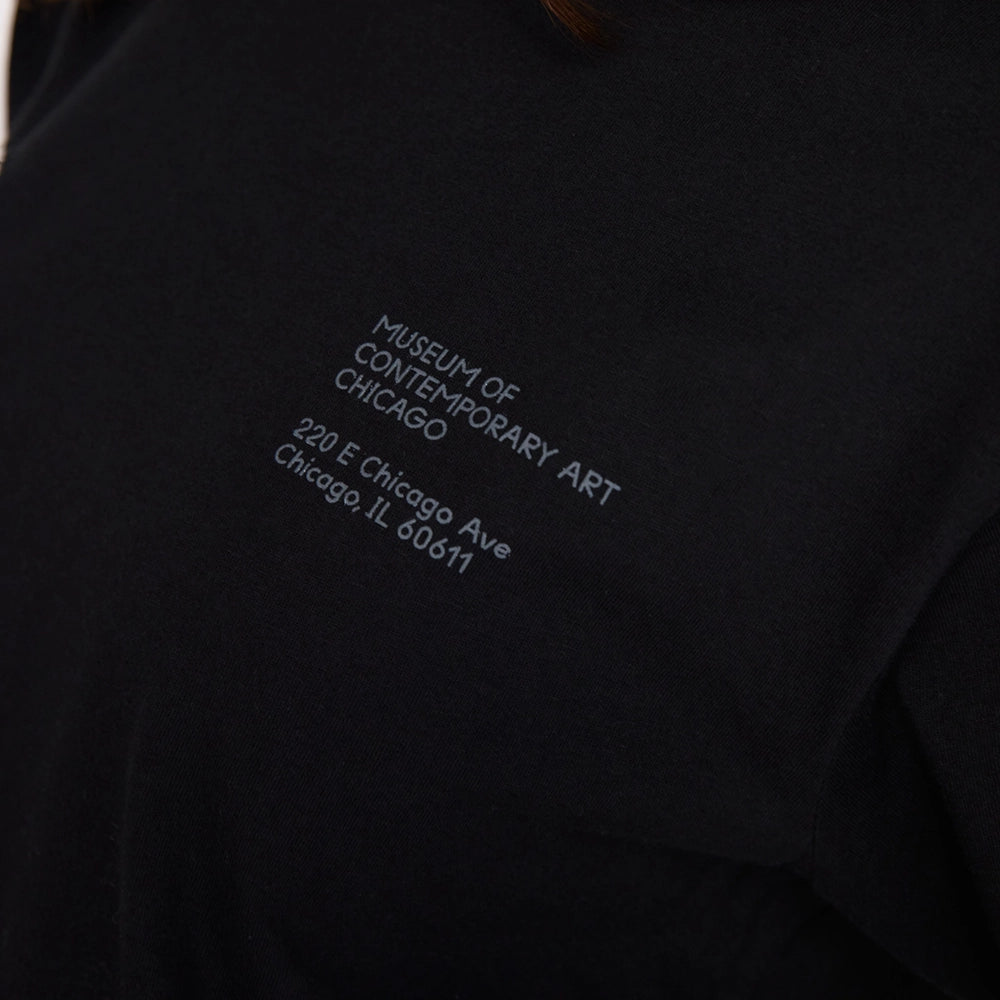 MUSEUM OF
CONTEMPORARY ART
CHICAGO
220 E Chicago Ave
Chicago, IL 60611